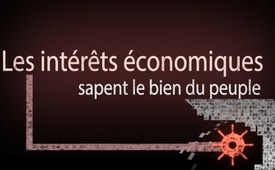 Les intérêts économiques
sapent le bien du peuple